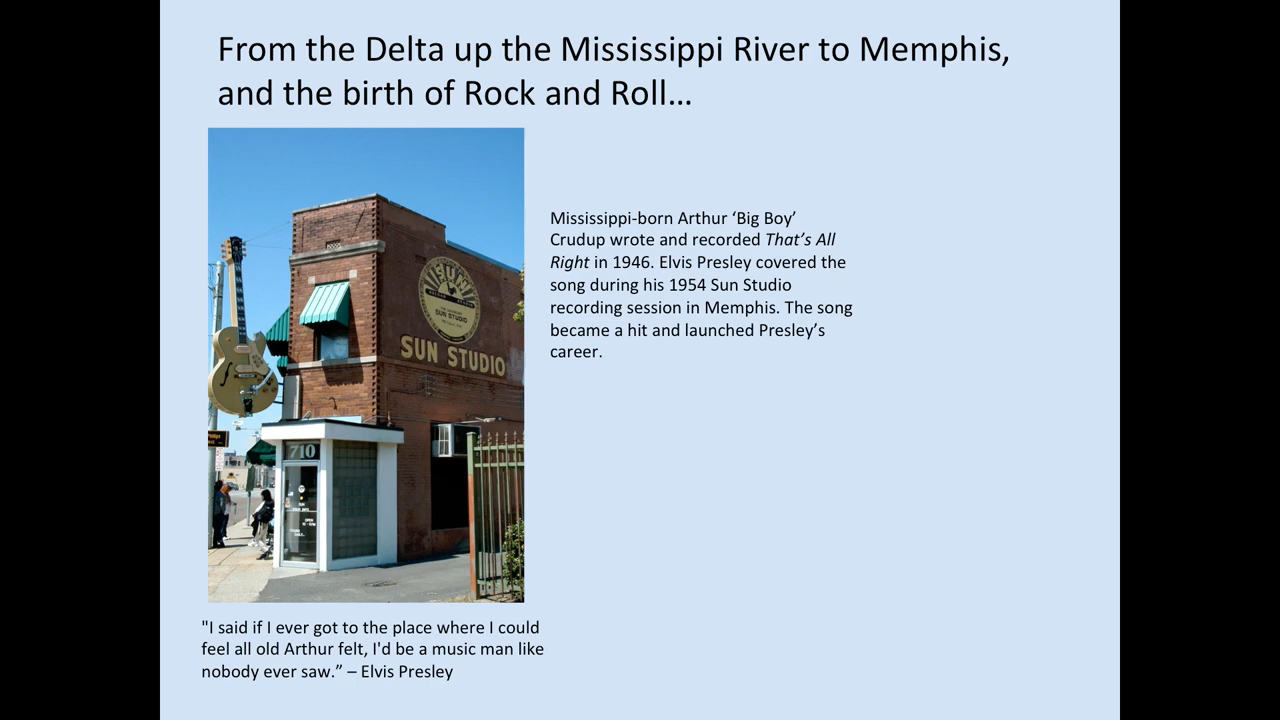 From the Delta up the Mississippi River to Memphis,
and the birth of Rock and Roll…
Mississippi-born Arthur ‘Big Boy’
Crudup wrote and recorded That’s All
Right in 1946. Elvis Presley covered the
song during his 1954 Sun Studio
recording session in Memphis. The song
became a hit and launched Presley’s
career.
SUN
SUN STUDIO
SUN STUDIO
710
OPEN
"I said if I ever got to the place where I could
feel all old Arthur felt, I'd be a music man like
nobody ever saw.” – Elvis Presley